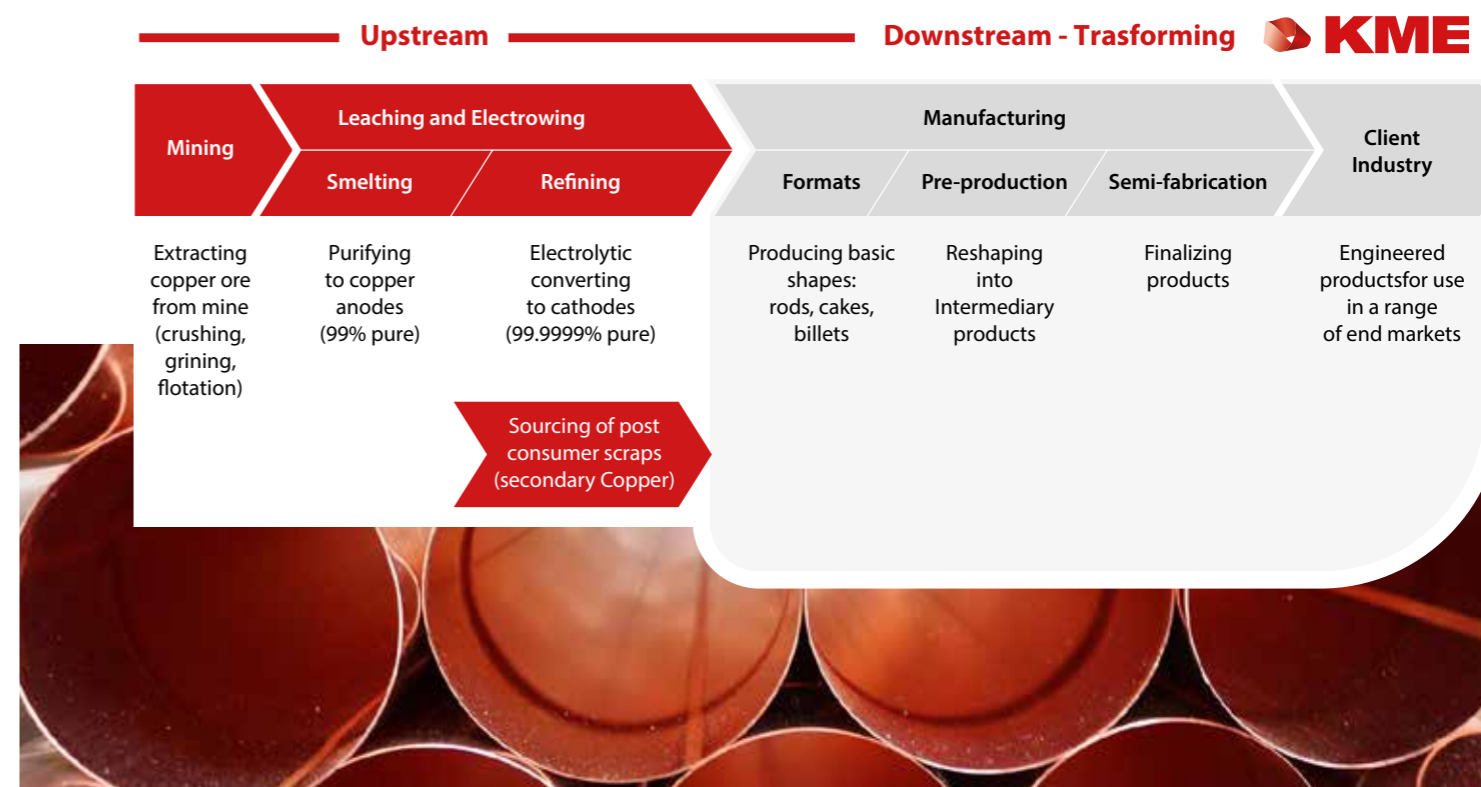 Upstream
Downstream - Trasforming
KME
Mining
Leaching and Electrowing
Smelting
Refining
Manufacturing
Formats
Pre-production
Semi-fabrication
Client
Industry
Extracting
copper ore
from mine
(crushing,
grining,
flotation)
Purifying
to copper
anodes
(99% pure)
Electrolytic
converting
to cathodes
(99.9999% pure)
Sourcing of post
consumer scraps
(secondary Copper)
Producing basic
shapes:
rods, cakes,
billets
Reshaping
into
Intermediary
products
Finalizing
products
Engineered
productsfor use
in a range
of end markets